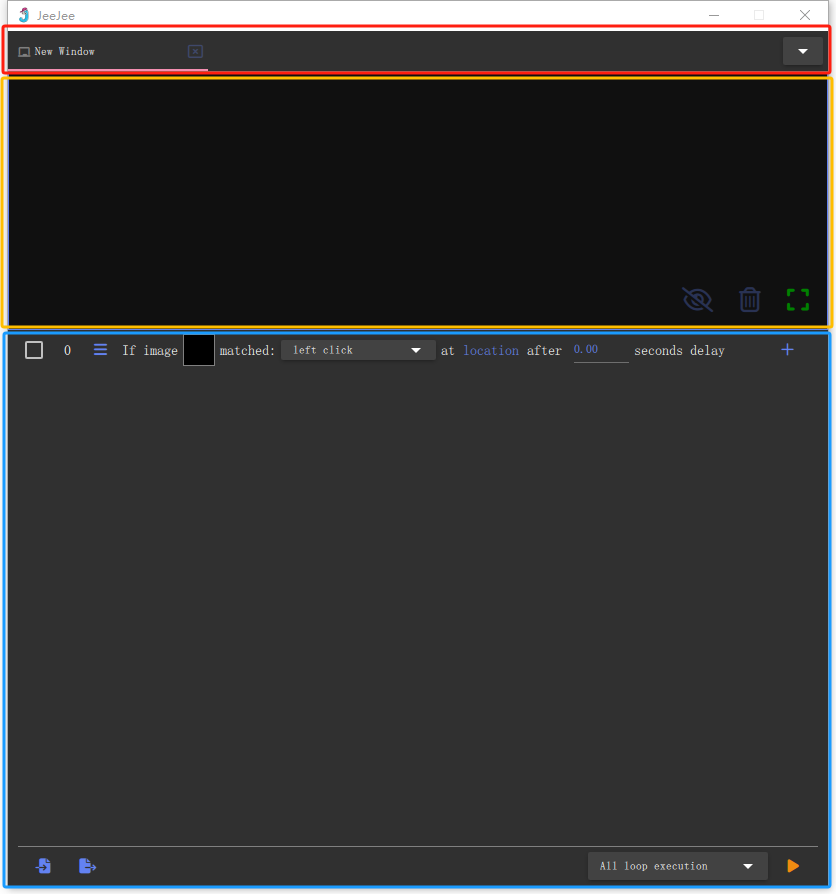 JeeJee
New Window
0 If image matched: left click at location after 0.00 seconds delay
All loop execution